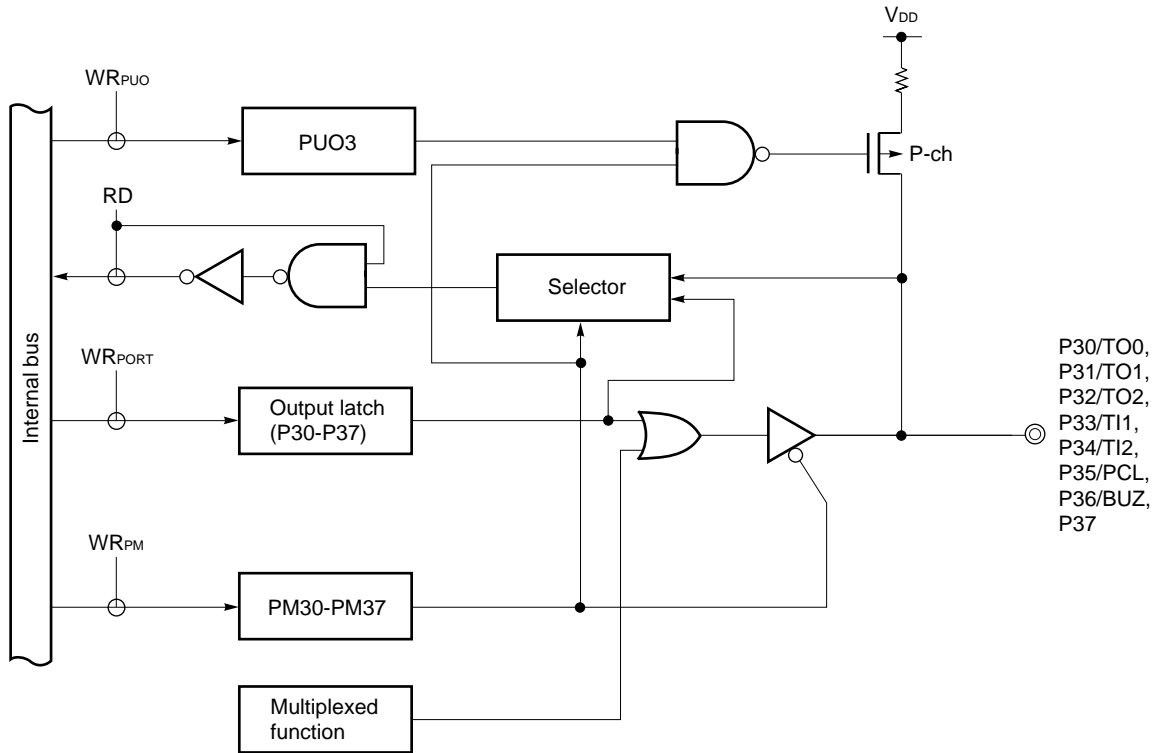 VDD
WRPUO
PUO3
P-ch
RD
Selector
Internal bus
WRPORT
Output latch
(P30-P37)
P30/TO0,
P31/TO1,
P32/TO2,
P33/TI1,
P34/TI2,
P35/PCL,
P36/BUZ,
P37
WRPM
PM30-PM37
Multiplexed
function